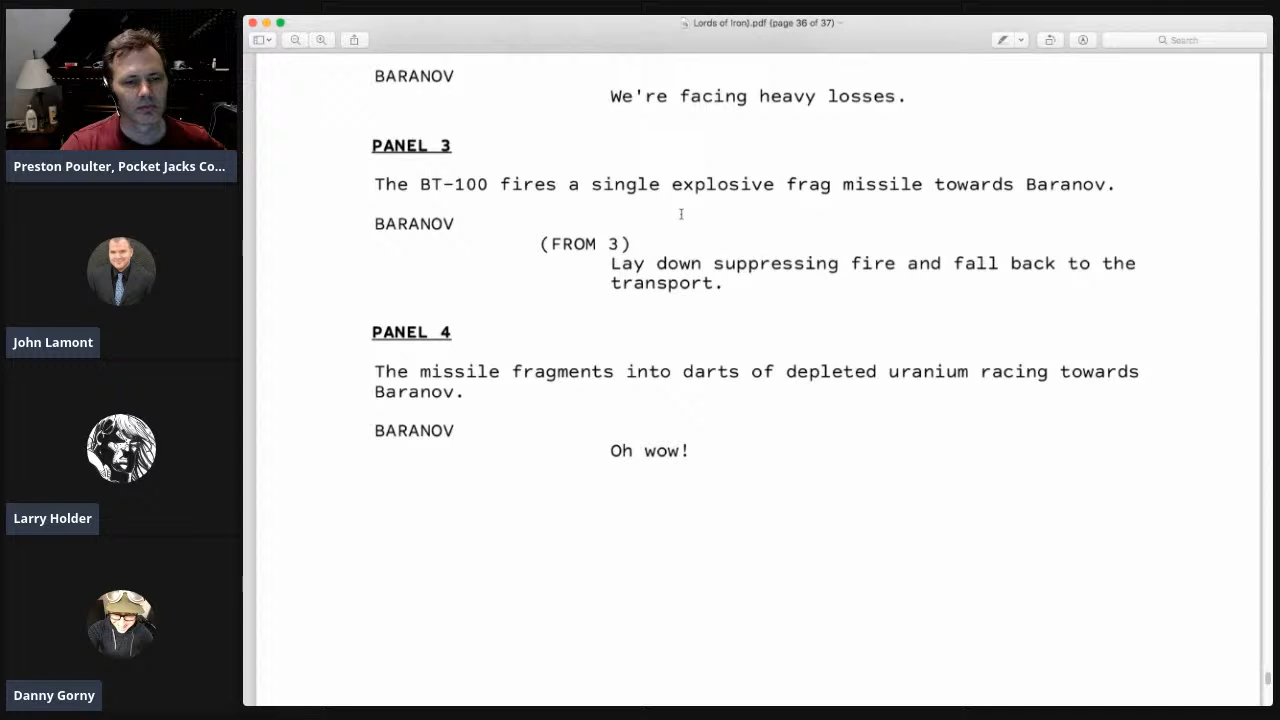 Lords of Iron].pdf (page 36 of 37)
Search
BARANOV
We're facing heavy losses.
PANEL 3
The BT-100 fires a single explosive frag missile towards Baranov.
BARANOV
(FROM 3)
Lay down suppressing fire and fall back to the
transport.
PANEL 4
The missile fragments into darts of depleted uranium racing towards
Baranov.
BARANOV
Oh wow!
Preston Poulter, Pocket Jacks Co...
John Lamont
Larry Holder
Danny Gorny